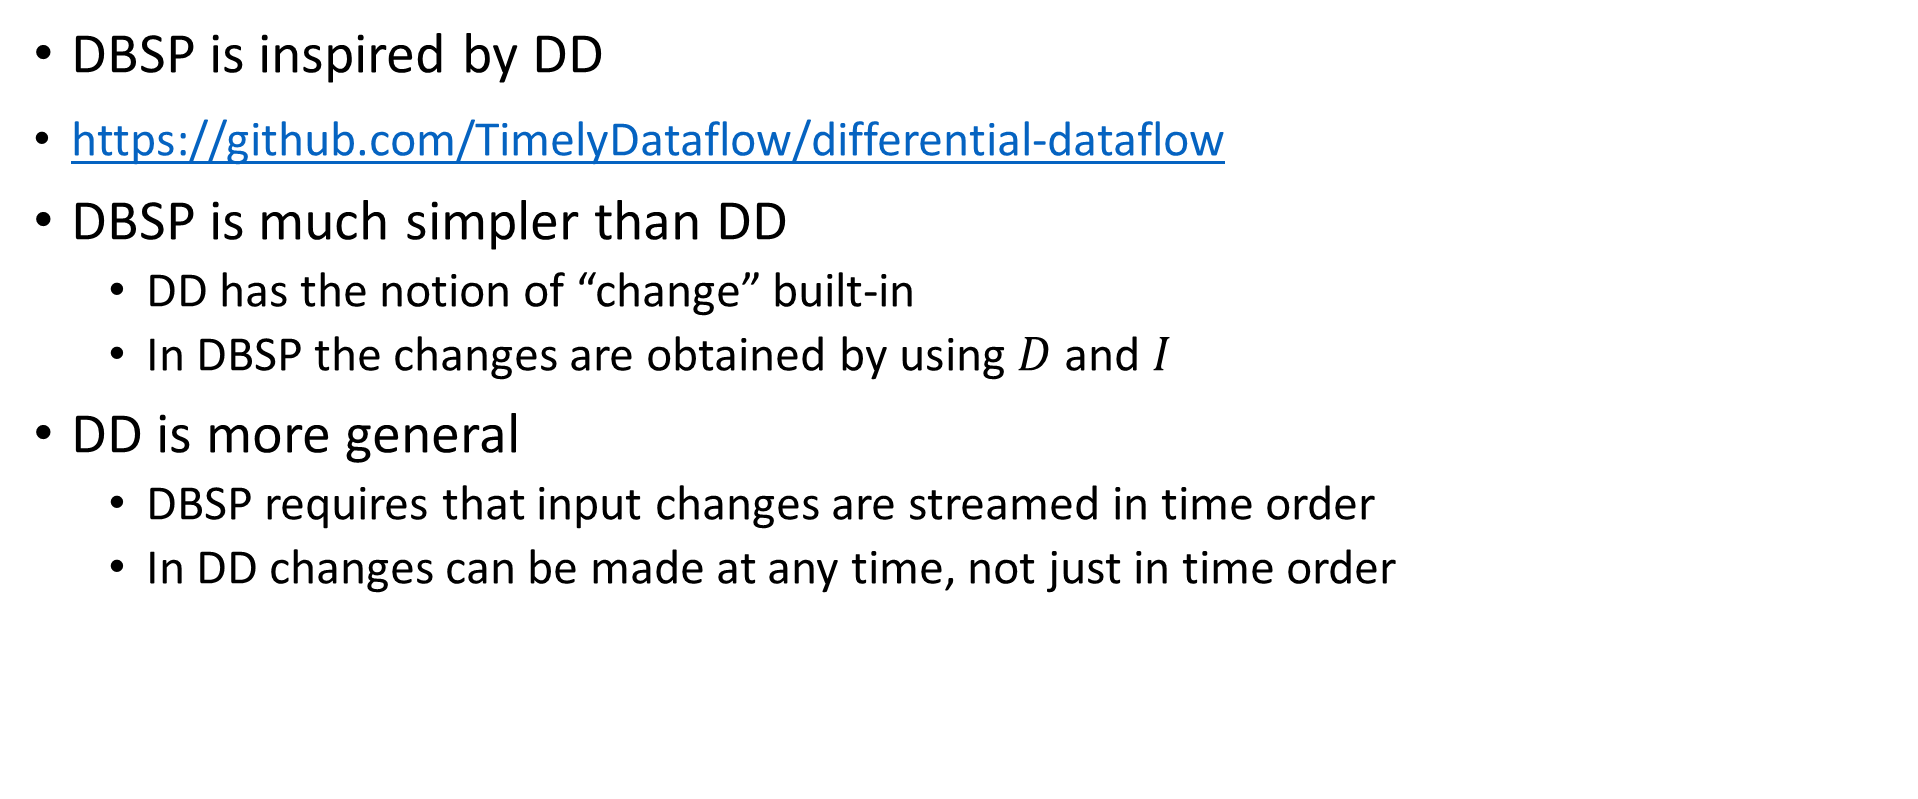 • DBSP is inspired by DD
• https://github.com/TimelyDataflow/differential-dataflow
• DBSP is much simpler than DD
• DD has the notion of “change” built-in
• In DBSP the changes are obtained by using 𝐷 and 𝐼
• DD is more general
• DBSP requires that input changes are streamed in time order
• In DD changes can be made at any time, not just in time order